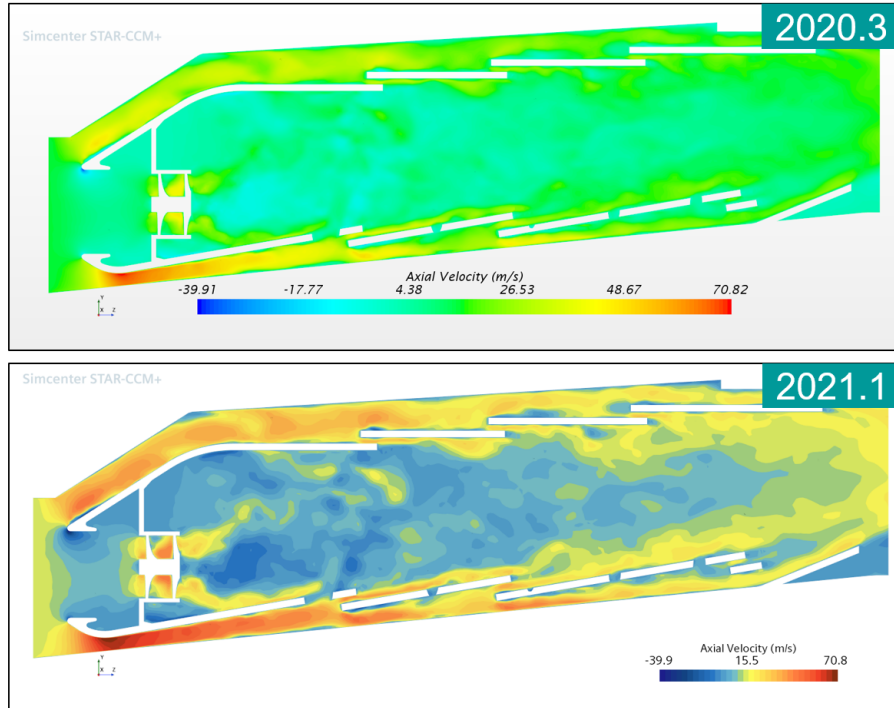 Simcenter STAR-CCM+
2020.3
Axial Velocity (m/s)
-39.91 -17.77 4.38 26.53 48.67 70.82
Y
X Z
Simcenter STAR-CCM+
2021.1
Axial Velocity (m/s)
-39.9 15.5 70.8
Y
X Z